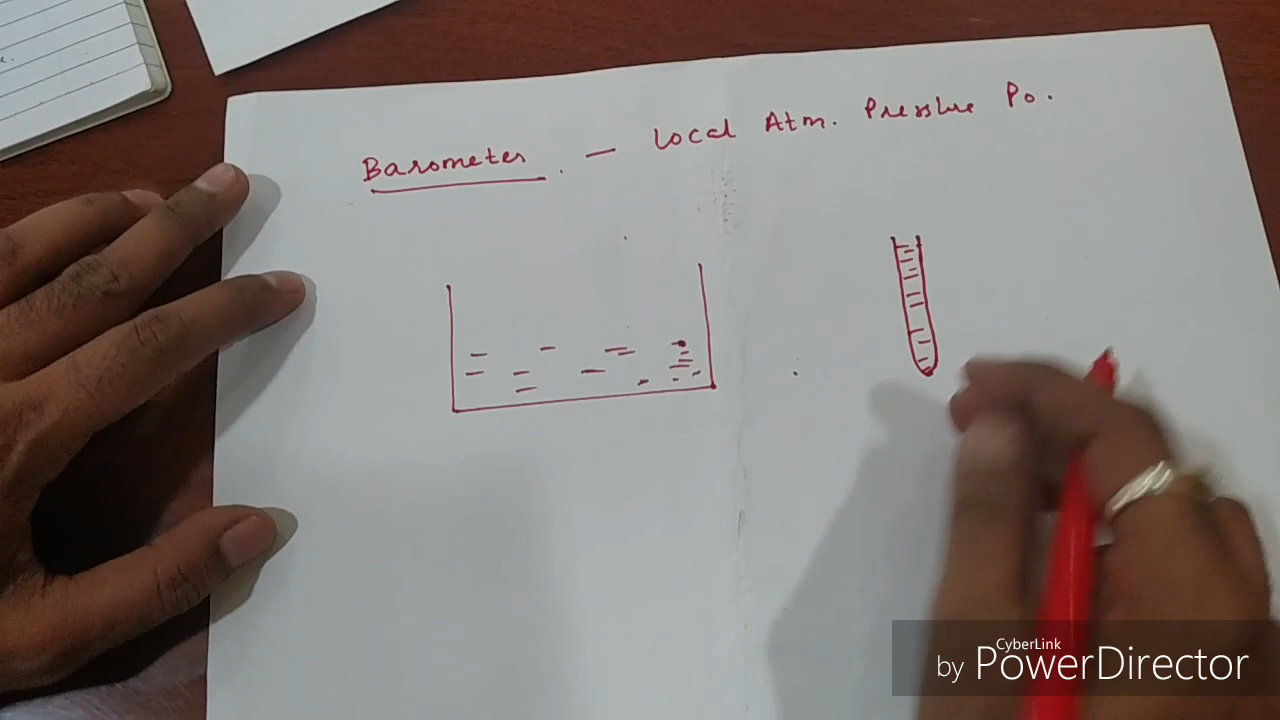 Barometer. — Local Atm. Pressure Po.
CyberLink
by PowerDirector